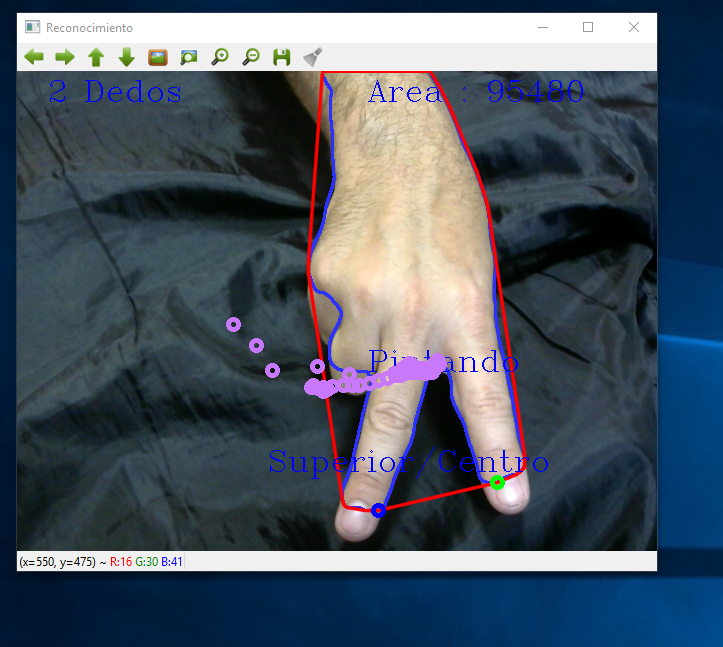 Reconocimiento
2 Dedos
Area : 95480
Pintando
Superior/Centro
(x=550, y=475) ~ R:16 G:30 B:41